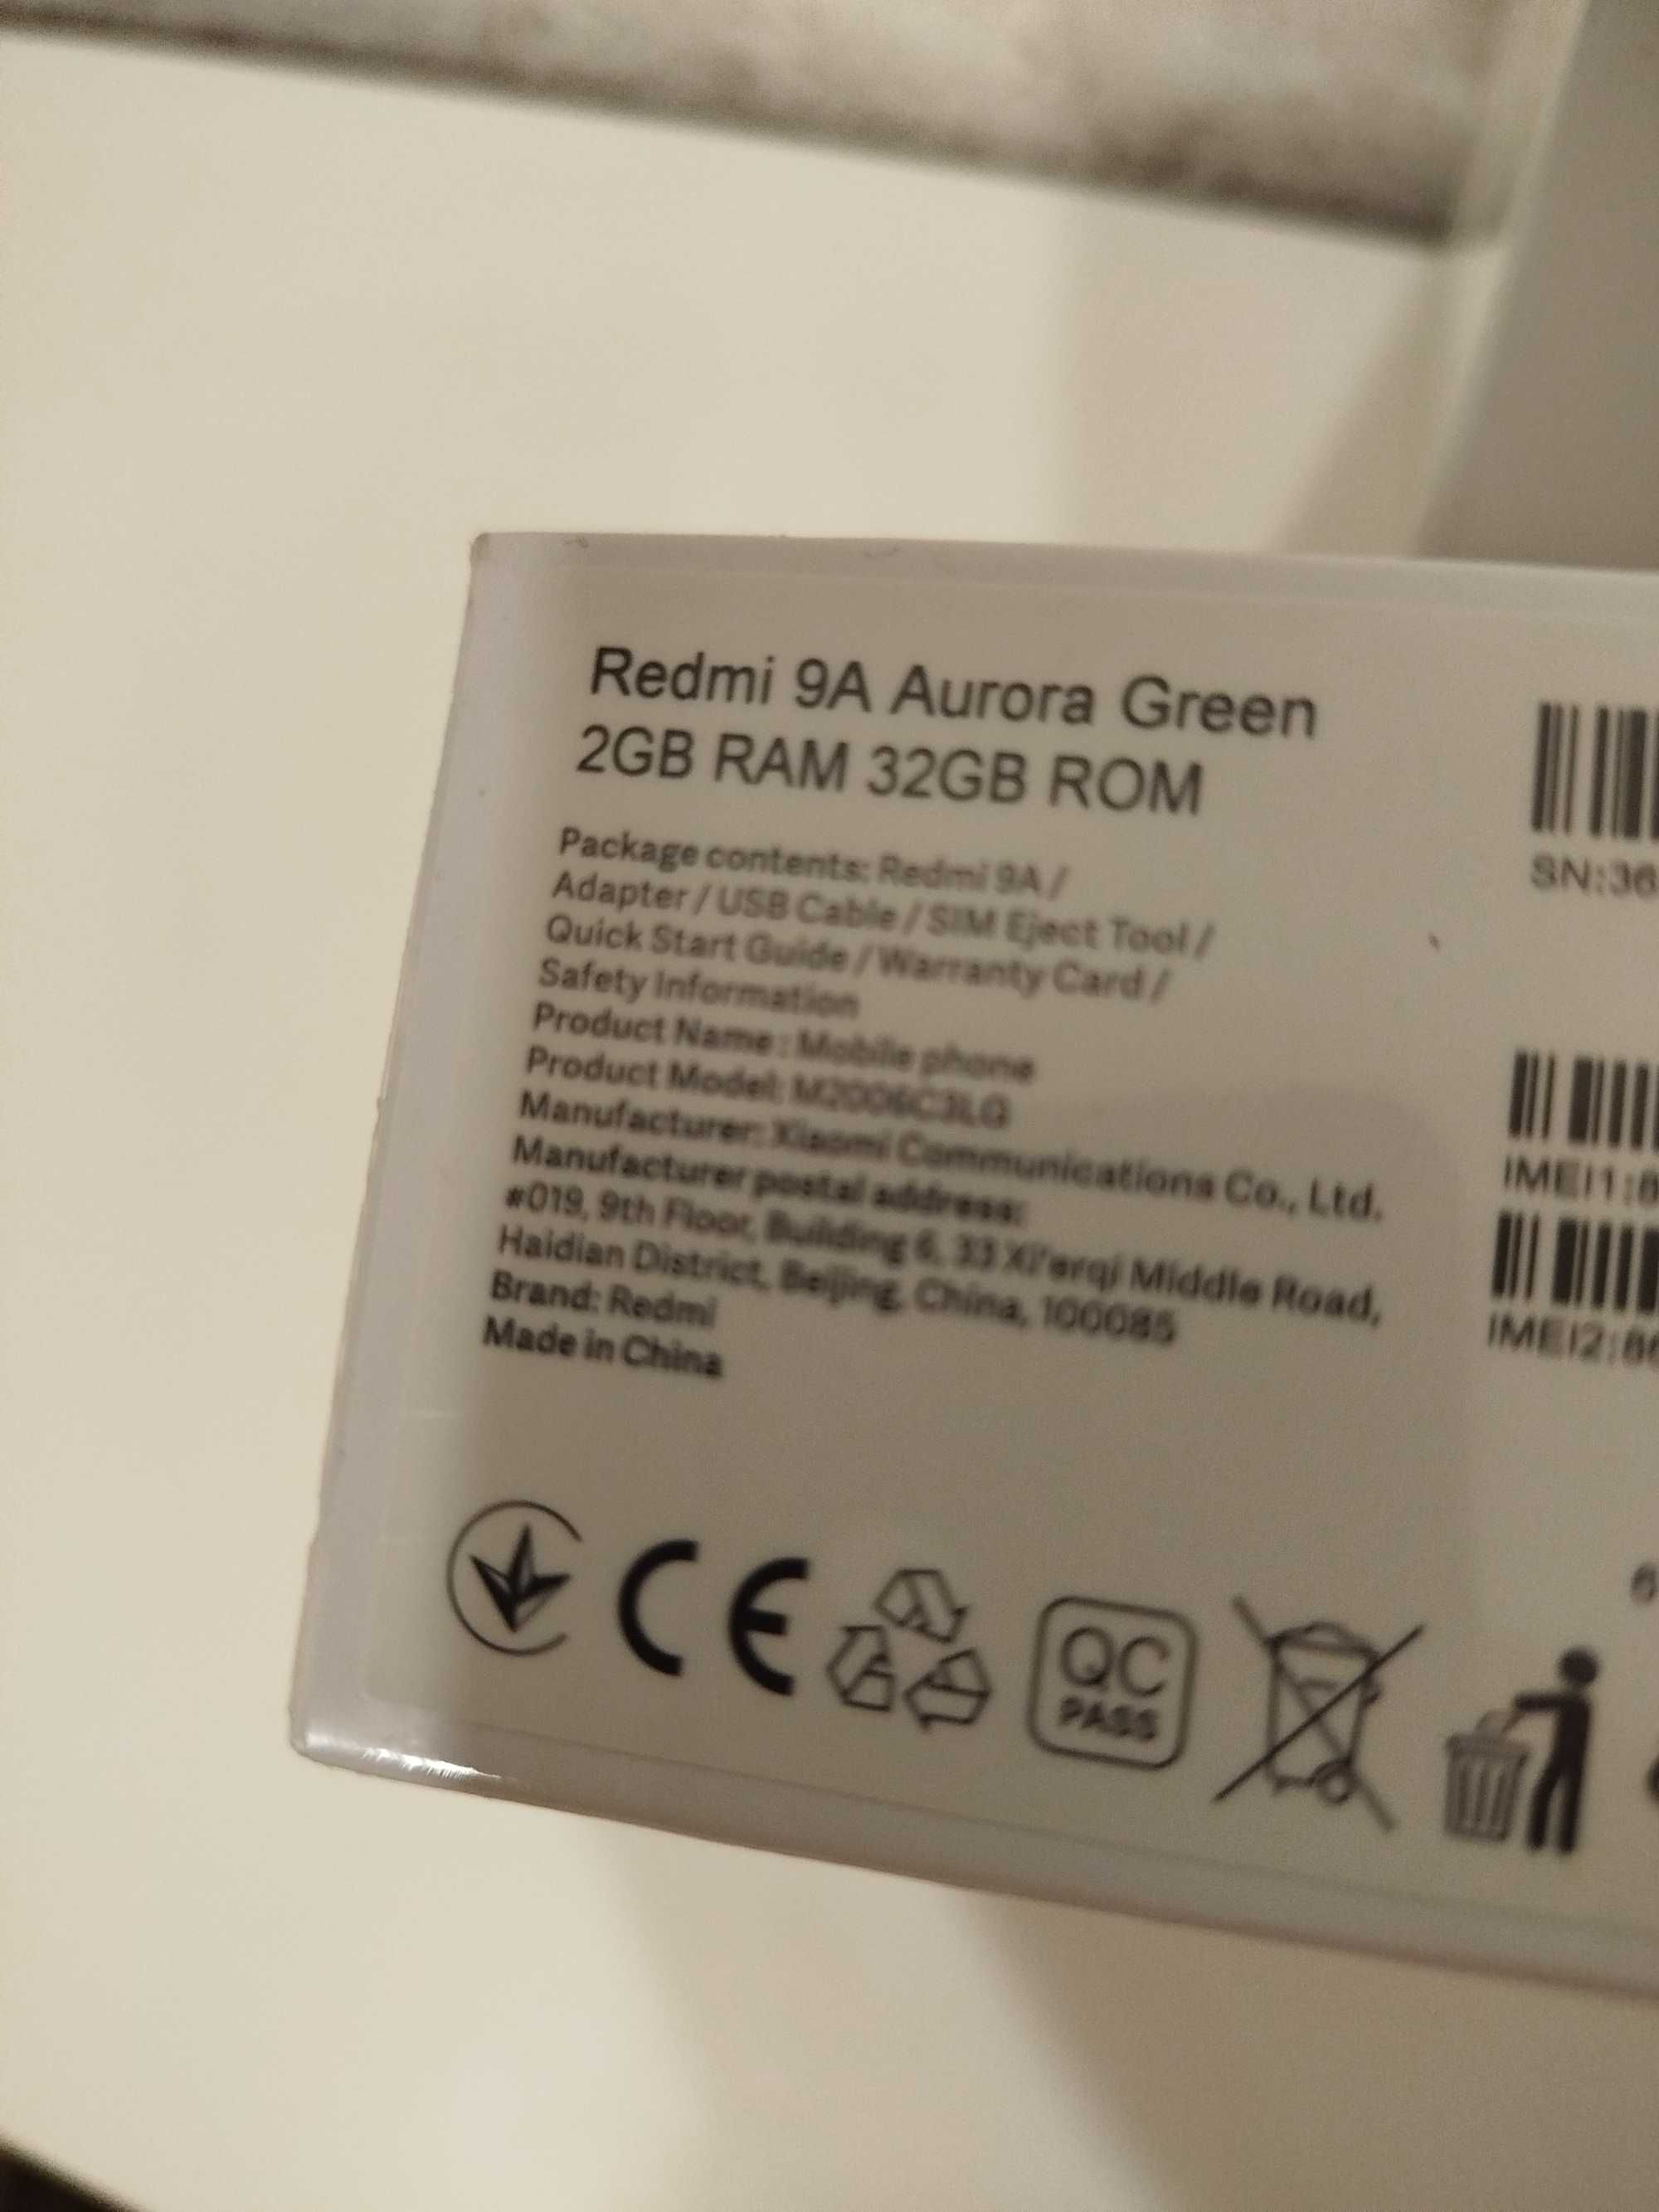 Redmi 9A Aurora Green
2GB RAM 32GB ROM
Package contents: Redmi 9A /
Adapter / USB Cable / SIM Eject Tool /
Quick Start Guide / Warranty Card /
Safety Information
Product Name : Mobile phone
Product Model: M2006C3LG
Manufacturer: Xiaomi Communications Co., Ltd.
Manufacturer postal address:
#019, 9th Floor, Building 6, 33 Xi'erqi Middle Road,
Haidian District, Beijing, China, 100085
Brand: Redmi
Made in China
SN:36
IMEI1:8
IMEI2:86
CE
QC
PASS
6